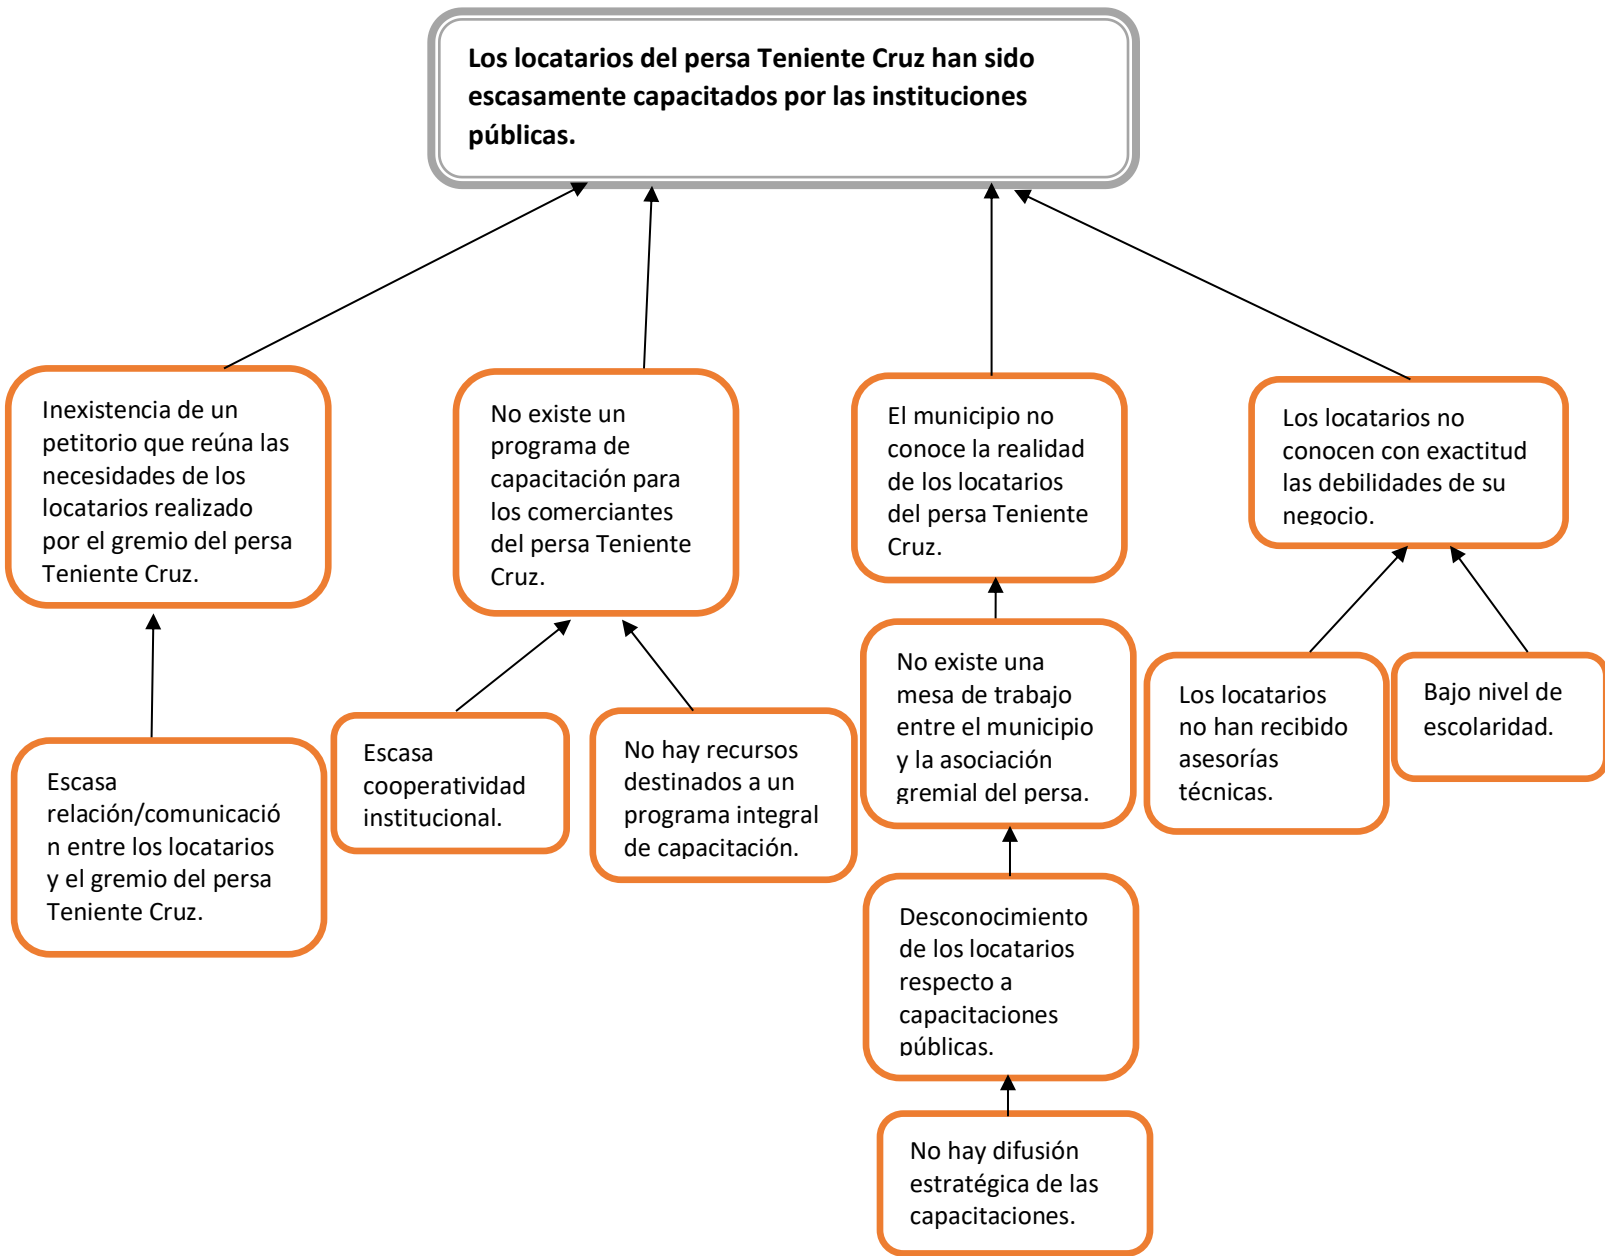 Los locatarios del persa Teniente Cruz han sido
escasamente capacitados por las instituciones
públicas.
Inexistencia de un
petitorio que reúna las
necesidades de los
locatarios realizado
por el gremio del persa
Teniente Cruz.
No existe un
programa de
capacitación para
los comerciantes
del persa Teniente
Cruz.
El municipio no
conoce la realidad
de los locatarios
del persa Teniente
Cruz.
Los locatarios no
conocen con exactitud
las debilidades de su
negocio.
Escasa
relación/comunicació
n entre los locatarios
y el gremio del persa
Teniente Cruz.
Escasa
cooperatividad
institucional.
No hay recursos
destinados a un
programa integral
de capacitación.
No existe una
mesa de trabajo
entre el municipio
y la asociación
gremial del persa.
Los locatarios
no han recibido
asesorías
técnicas.
Bajo nivel de
escolaridad.
Desconocimiento
de los locatarios
respecto a
capacitaciones
públicas.
No hay difusión
estratégica de las
capacitaciones.